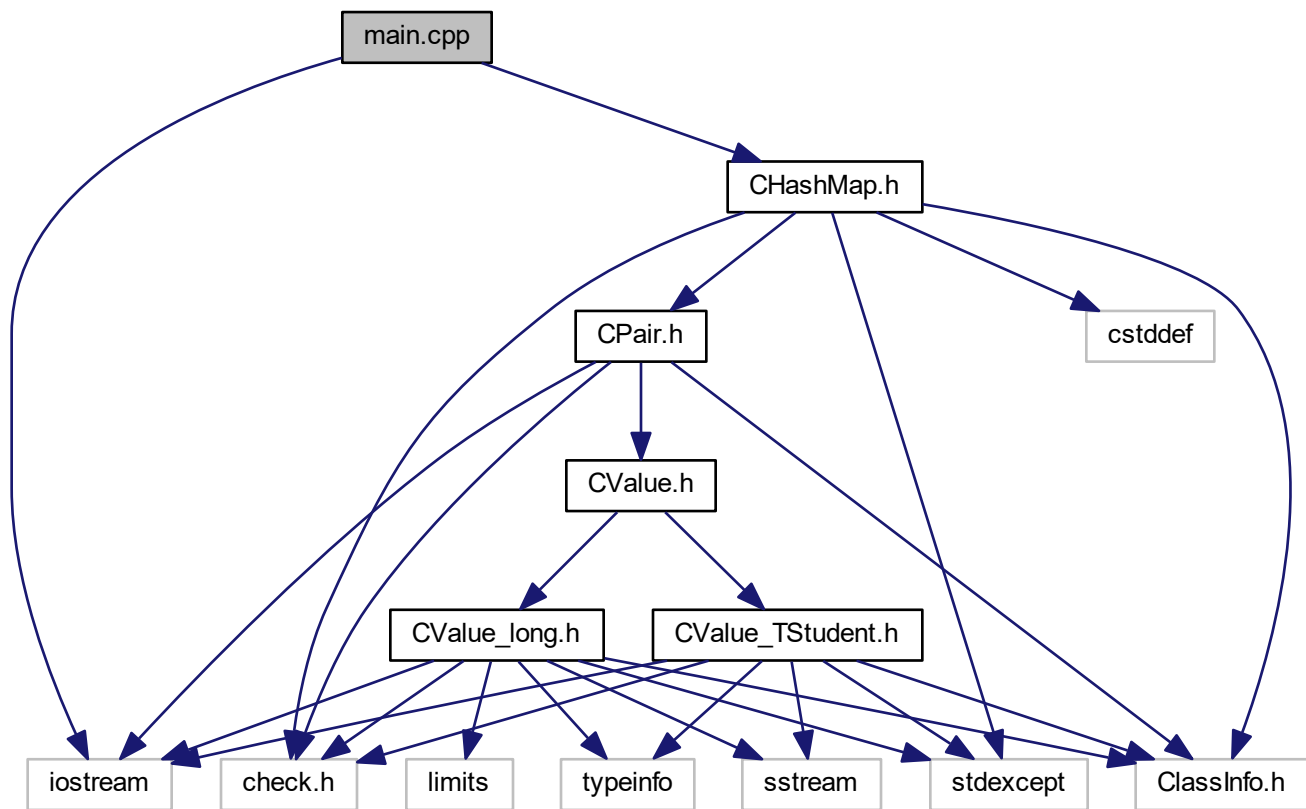 main.cpp
CHashMap.h
CPair.h
cstddef
CValue.h
CValue_long.h
CValue_TStudent.h
iostream
check.h
limits
typeinfo
sstream
stdexcept
ClassInfo.h